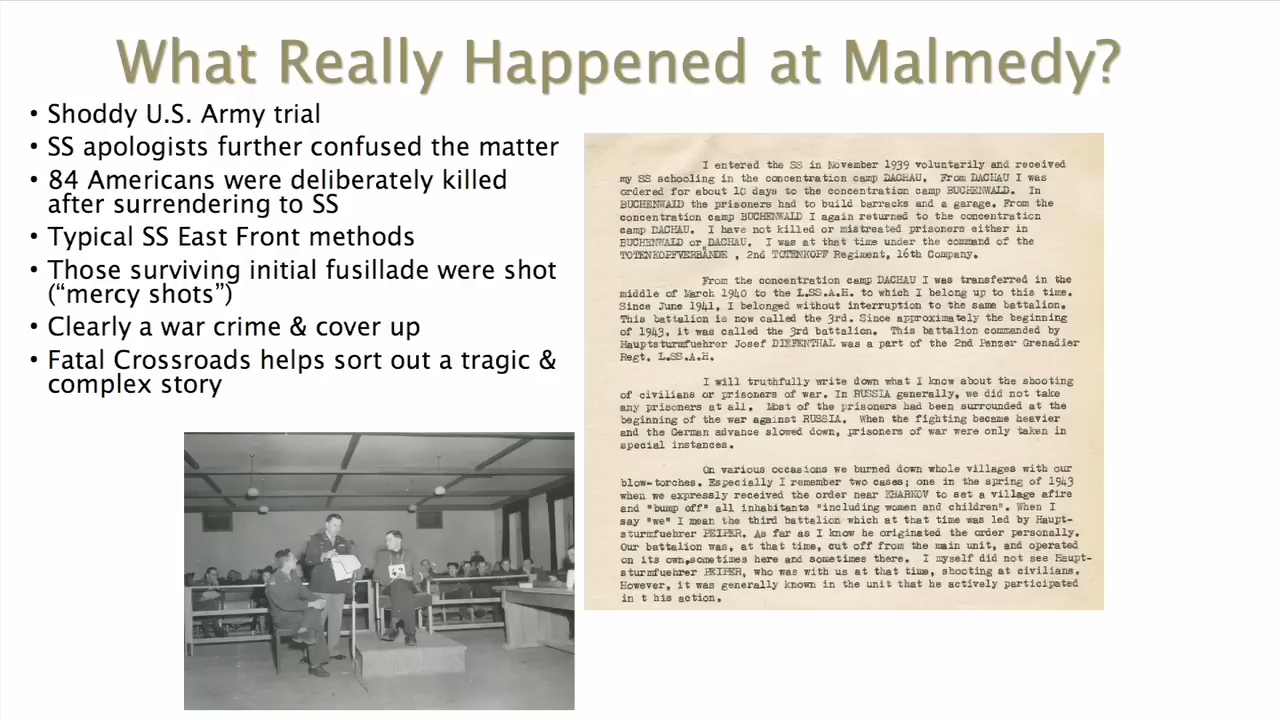 What Really Happened at Malmedy?
• Shoddy U.S. Army trial
• SS apologists further confused the matter
• 84 Americans were deliberately killed
after surrendering to SS
• Typical SS East Front methods
• Those surviving initial fusillade were shot
(“mercy shots”)
• Clearly a war crime & cover up
• Fatal Crossroads helps sort out a tragic &
complex story
I entered the SS in November 1939 voluntarily and received
my SS schooling in the concentration camp DACHAU. From DACHAU I was
ordered for about 10 days to the concentration camp BUCHENWALD. In
BUCHENWALD the prisoners had to build barracks and a garage. From the
concentration camp BUCHENWALD I again returned to the concentration
camp DACHAU. I have not killed or mistreated prisoners either in
BUCHENWALD or DACHAU. I was at that time under the command of the
TOTENKOPFVERBÄNDE , 2nd TOTENKOPF Regiment, 16th Company.
From the concentration camp DACHAU I was transferred in the
middle of March 1940 to the L.SS.A.H. to which I belong up to this time.
Since June 1941, I belonged without interruption to the same battalion.
This battalion is now called the 3rd. Since approximately the beginning
of 1943, it was called the 3rd battalion. This battalion commanded by
Hauptsturmfuehrer Josef DIEFENTHAL was a part of the 2nd Panzer Grenadier
Regt. L.SS.A.H.
I will truthfully write down what I know about the shooting
of civilians or prisoners of war. In RUSSIA generally, we did not take
any prisoners at all. Most of the prisoners had been surrounded at the
beginning of the war against RUSSIA. When the fighting became heavier
and the German advance slowed down, prisoners of war were only taken in
special instances.
On various occasions we burned down whole villages with our
blow-torches. Especially I remember two cases; one in the spring of 1943
when we expressly received the order near KHARKOV to set a village afire
and "bump off" all inhabitants "including women and children". When I
say "we" I mean the third battalion which at that time was led by Haupt-
sturmfuehrer PEIPER. As far as I know he originated the order personally.
Our battalion was, at that time, cut off from the main unit, and operated
on its own,sometimes here and sometimes there. I myself did not see Haupt-
sturmfuehrer PEIPER, who was with us at that time, shooting at civilians.
However, it was generally known in the unit that he actively participated
in t his action.